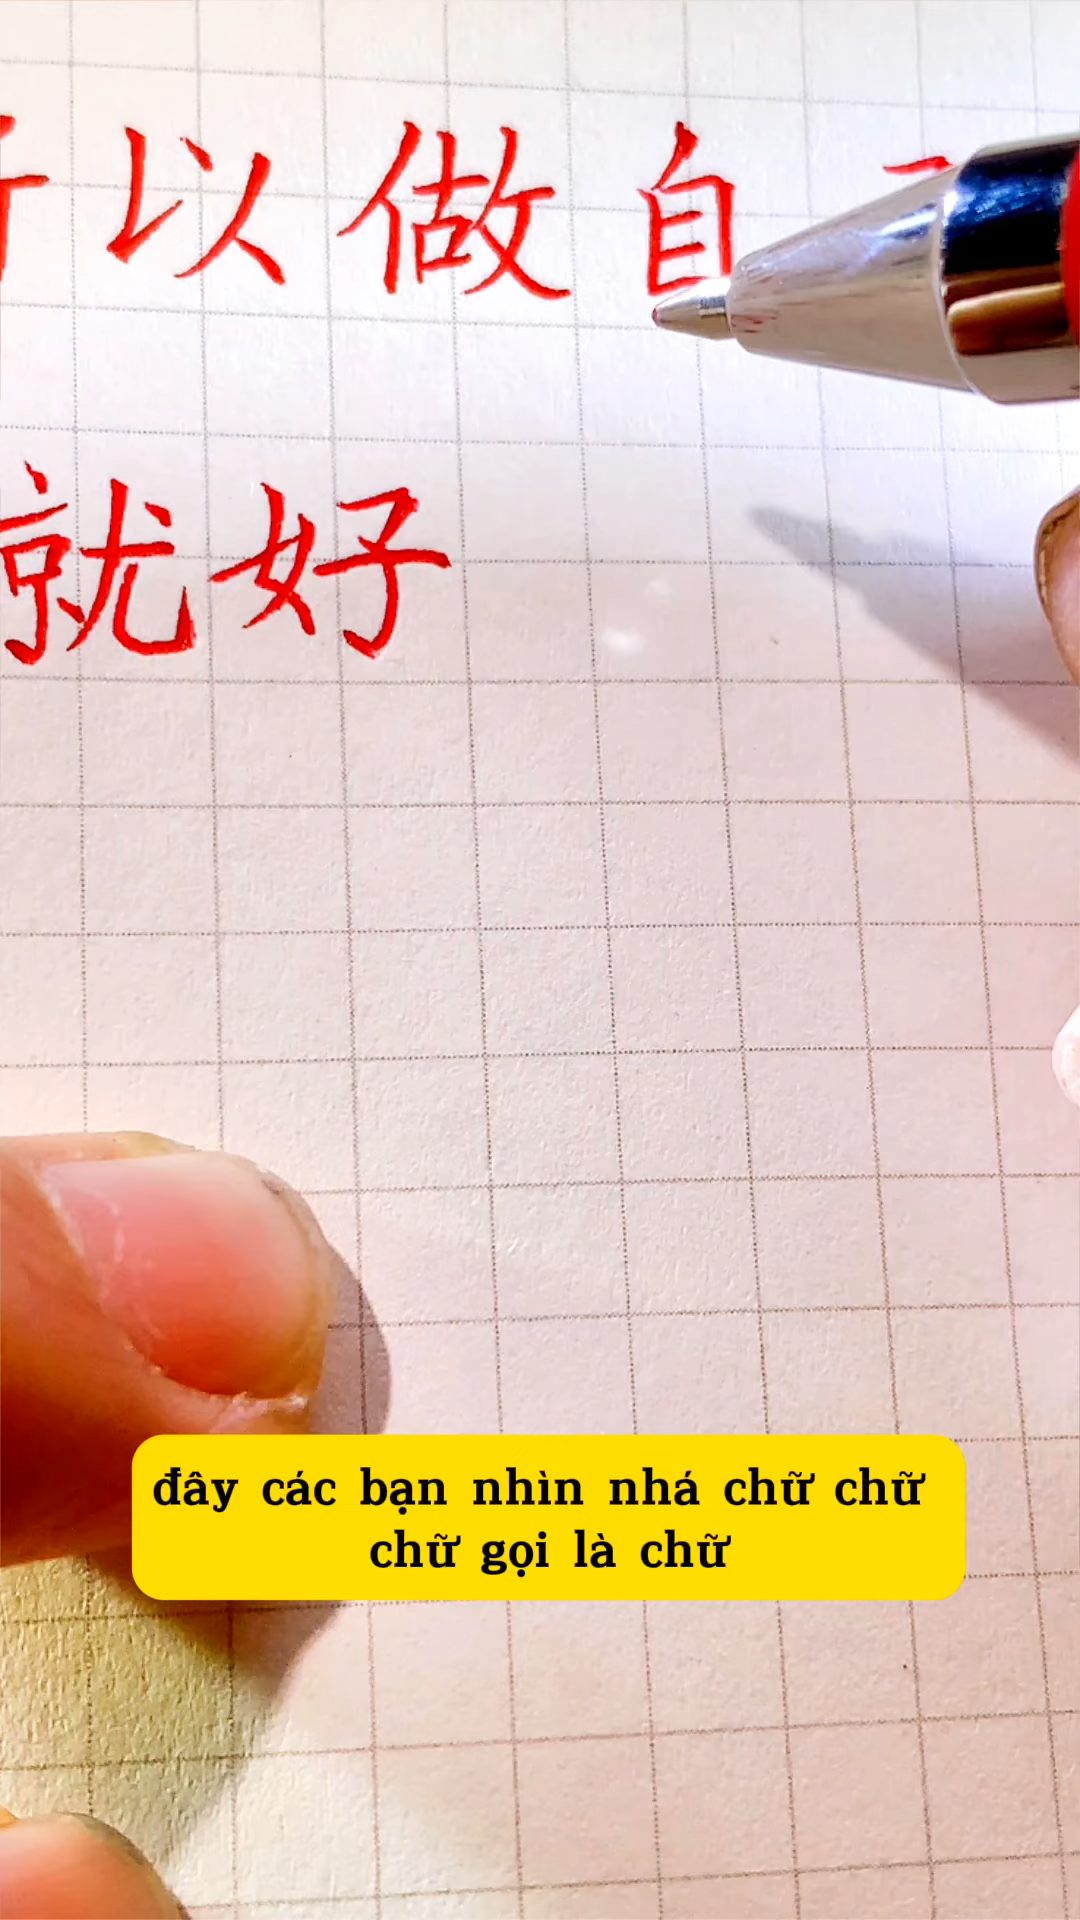 以做自
就好
đây các bạn nhìn nhá chữ chữ
chữ gọi là chữ